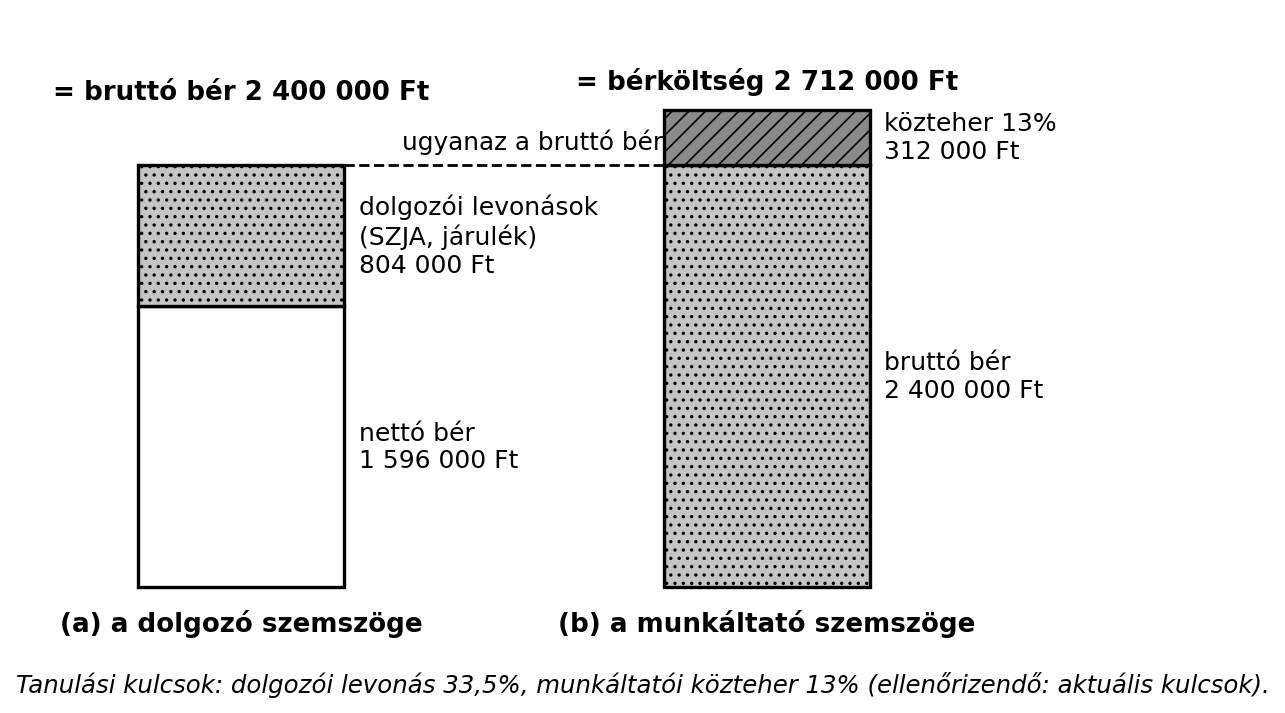 = bruttó bér 2 400 000 Ft
= bérköltség 2 712 000 Ft
ugyanaz a bruttó bér
közteher 13%
312 000 Ft
dolgozói levonások
(SZJA, járulék)
804 000 Ft
bruttó bér
2 400 000 Ft
nettó bér
1 596 000 Ft
(a) a dolgozó szemszöge
(b) a munkáltató szemszöge
Tanulási kulcsok: dolgozói levonás 33,5%, munkáltatói közteher 13% (ellenőrizendő: aktuális kulcsok).